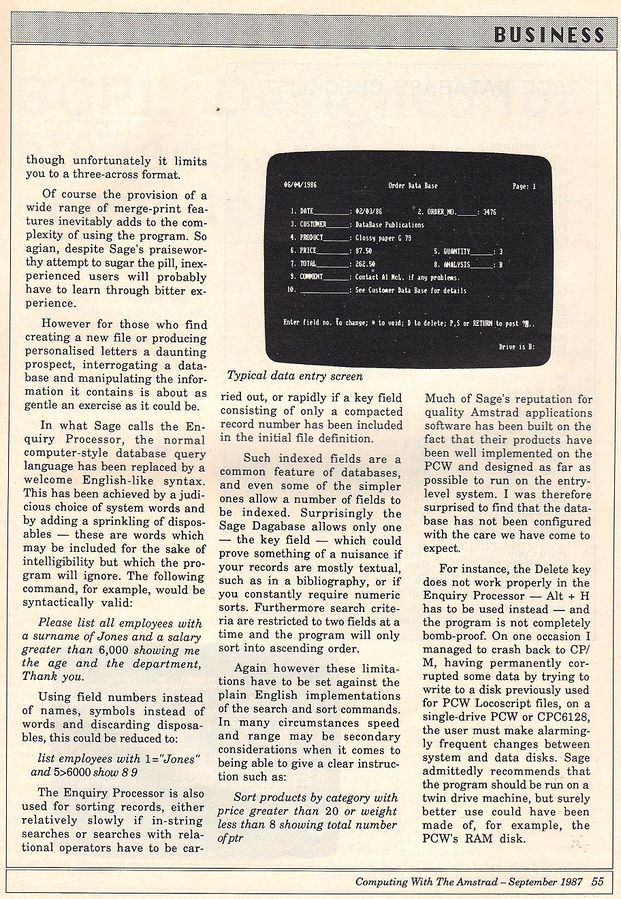 BUSINESS
though unfortunately it limits
you to a three-across format.
Of course the provision of a
wide range of merge-print fea-
tures inevitably adds to the com-
plexity of using the program. So
agian, despite Sage's praisewor-
thy attempt to sugar the pill, inex-
perienced users will probably
have to learn through bitter ex-
perience.
However for those who find
creating a new file or producing
personalised letters a daunting
prospect, interrogating a data-
base and manipulating the infor-
mation it contains is about as
gentle an exercise as it could be.
In what Sage calls the En-
quiry Processor, the normal
computer-style database query
language has been replaced by a
welcome English-like syntax.
This has been achieved by a judi-
cious choice of system words and
by adding a sprinkling of dispos-
ables — these are words which
may be included for the sake of
intelligibility but which the pro-
gram will ignore. The following
command, for example, would be
syntactically valid:
Please list all employees with
a surname of Jones and a salary
greater than 6,000 showing me
the age and the department,
Thank you.
Using field numbers instead
of names, symbols instead of
words and discarding disposa-
bles, this could be reduced to:
list employees with 1="Jones"
and 5>6000 show 8 9
The Enquiry Processor is also
used for sorting records, either
relatively slowly if in-string
searches or searches with rela-
tional operators have to be car-
06/04/1986 Order Data Base Page: 1
1. DATE : 02/03/86 2. ORDER_NO. : 3476
3. CUSTOMER : DataBase Publications
4. PRODUCT : Glossy paper G 79
6. PRICE : 87.50 5. QUANTITY : 3
7. TOTAL : 262.50 8. ANALYSIS : B
9. COMMENT : Contact Al McL. if any problems.
10. : See Customer Data Base for details
Enter field no. to change; * to void; D to delete; P,S or RETURN to post
Drive is B:
Typical data entry screen
ried out, or rapidly if a key field
consisting of only a compacted
record number has been included
in the initial file definition.
Such indexed fields are a
common feature of databases,
and even some of the simpler
ones allow a number of fields to
be indexed. Surprisingly the
Sage Dagabase allows only one
— the key field — which could
prove something of a nuisance if
your records are mostly textual,
such as in a bibliography, or if
you constantly require numeric
sorts. Furthermore search crite-
ria are restricted to two fields at a
time and the program will only
sort into ascending order.
Again however these limita-
tions have to be set against the
plain English implementations
of the search and sort commands.
In many circumstances speed
and range may be secondary
considerations when it comes to
being able to give a clear instruc-
tion such as:
Sort products by category with
price greater than 20 or weight
less than 8 showing total number
of ptr
Much of Sage's reputation for
quality Amstrad applications
software has been built on the
fact that their products have
been well implemented on the
PCW and designed as far as
possible to run on the entry-
level system. I was therefore
surprised to find that the data-
base has not been configured
with the care we have come to
expect.
For instance, the Delete key
does not work properly in the
Enquiry Processor — Alt + H
has to be used instead — and
the program is not completely
bomb-proof. On one occasion I
managed to crash back to CP/
M, having permanently cor-
rupted some data by trying to
write to a disk previously used
for PCW Locoscript files, on a
single-drive PCW or CPC6128,
the user must make alarming-
ly frequent changes between
system and data disks. Sage
admittedly recommends that
the program should be run on a
twin drive machine, but surely
better use could have been
made of, for example, the
PCW's RAM disk.
Computing With The Amstrad – September 1987 55